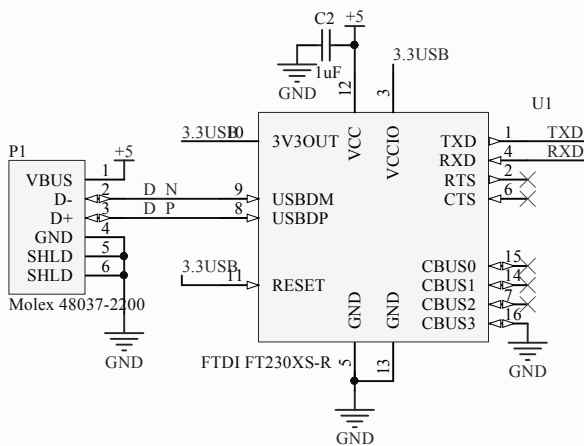 C2
+5
1uF
GND
3.3USB
12
3
U1
3.3USB
10
3V3OUT
VCC
VCCIO
TXD
1
TXD
RXD
4
RXD
RTS
2
CTS
6
P1
+5
VBUS
1
D-
2
D_N
9
USBDM
D+
3
D_P
8
USBDP
GND
4
SHLD
5
SHLD
6
Molex 48037-2200
GND
3.3USB
11
RESET
CBUS0
15
CBUS1
14
CBUS2
7
CBUS3
16
GND
GND
GND
FTDI FT230XS-R
5
13
GND